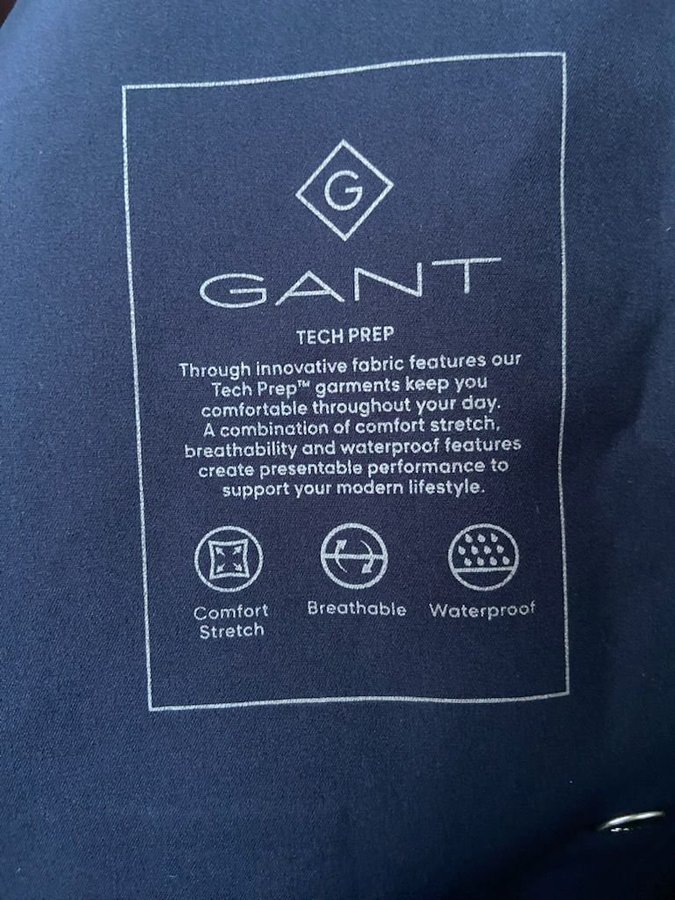 G
GANT
TECH PREP
Through innovative fabric features our
Tech Prep™ garments keep you
comfortable throughout your day.
A combination of comfort stretch,
breathability and waterproof features
create presentable performance to
support your modern lifestyle.
Comfort Breathable Waterproof
Stretch